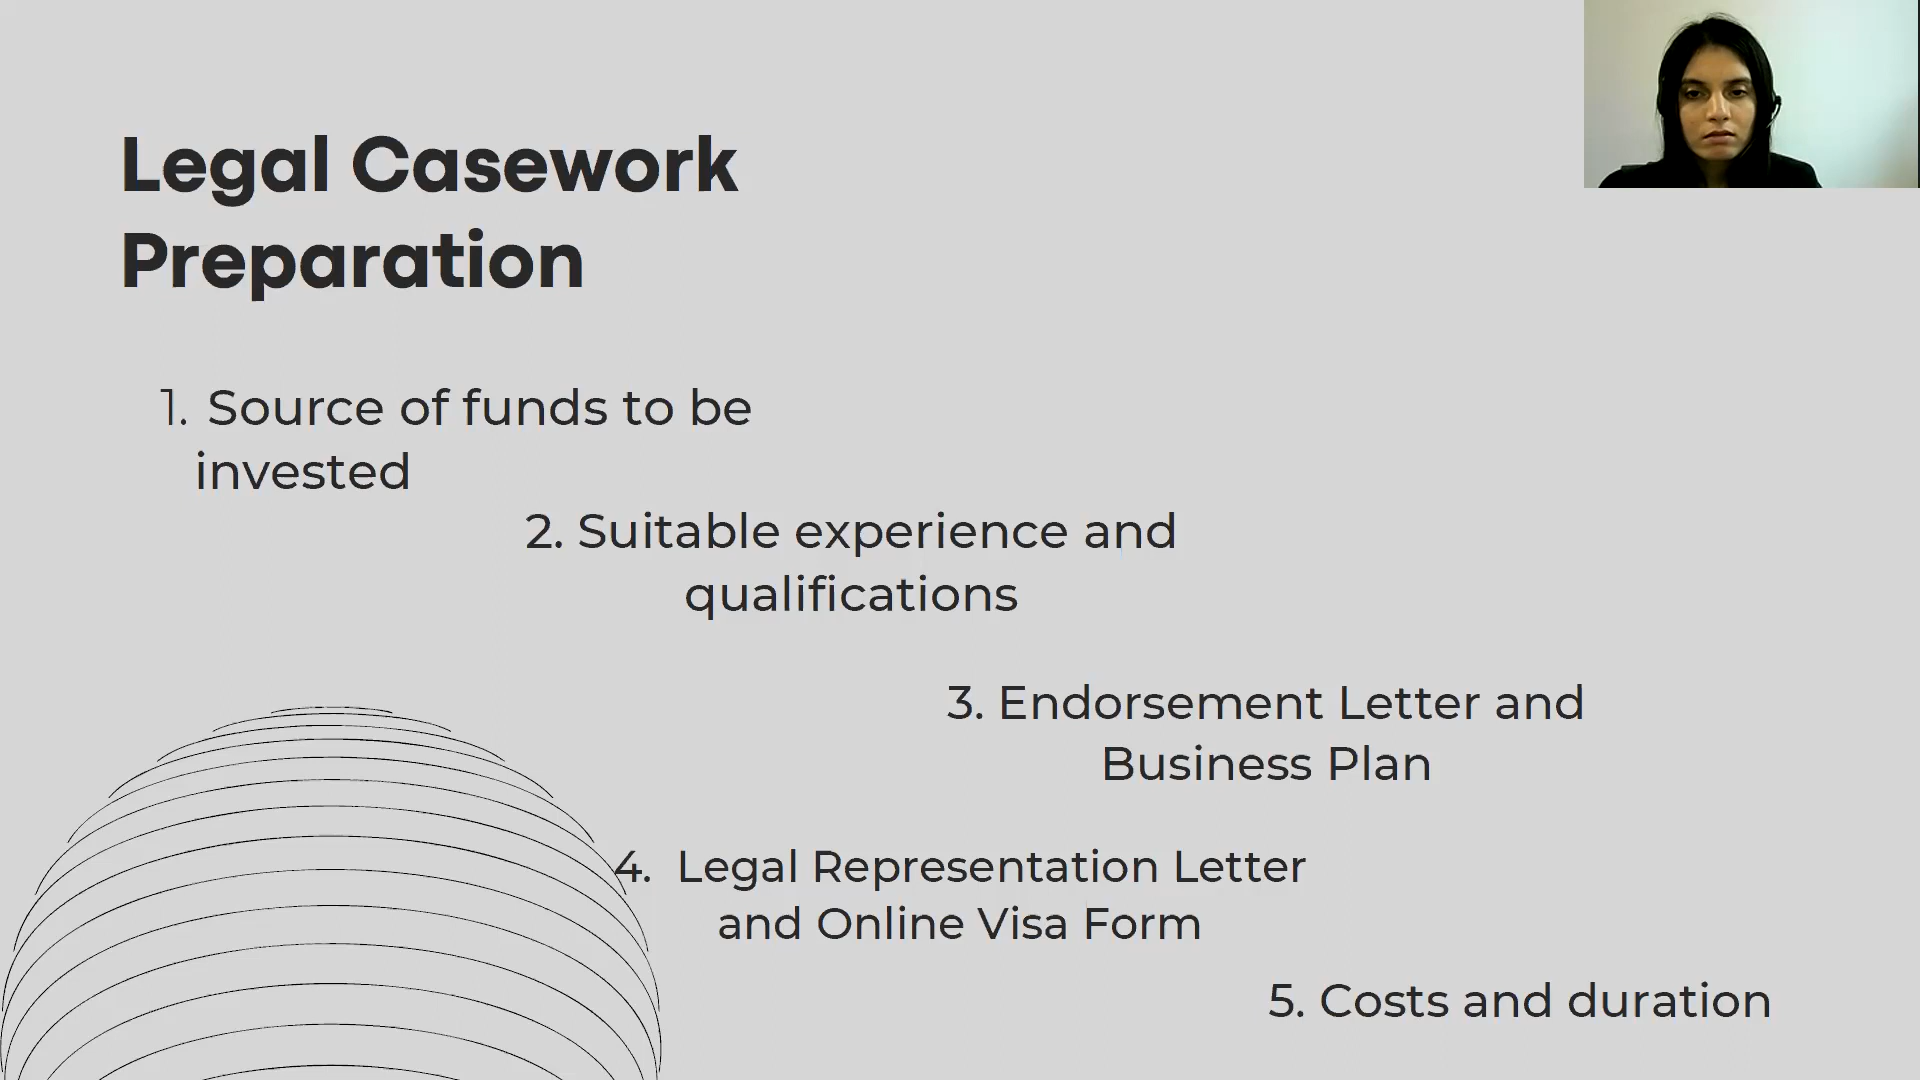 Legal Casework
Preparation
1. Source of funds to be
invested
2. Suitable experience and
qualifications
3. Endorsement Letter and
Business Plan
4. Legal Representation Letter
and Online Visa Form
5. Costs and duration